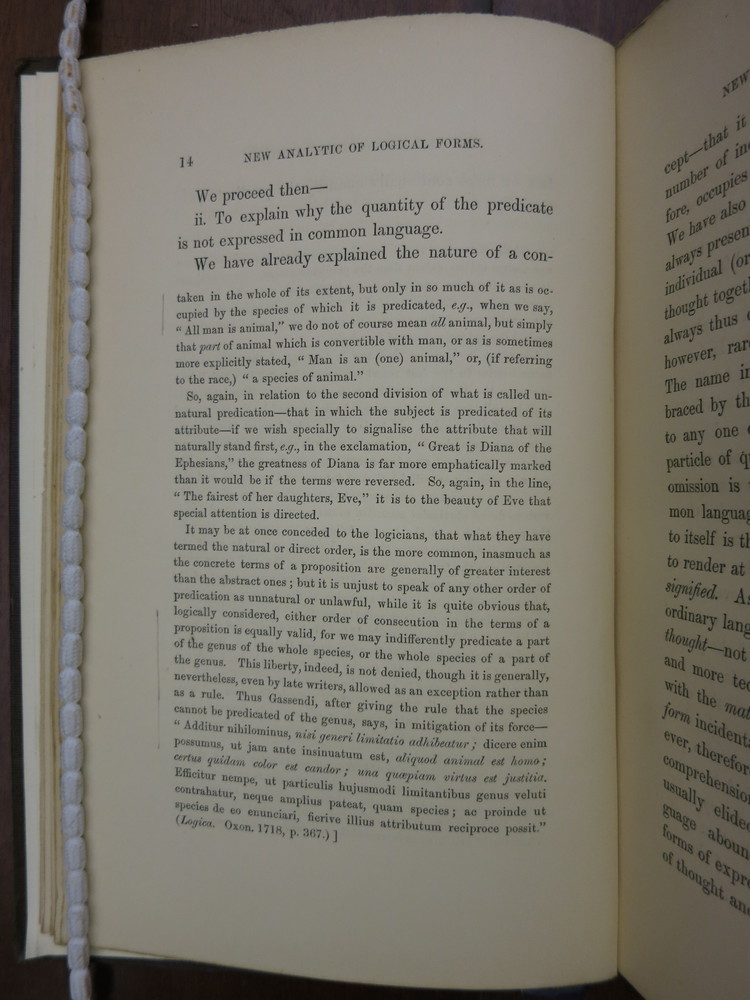 14 NEW ANALYTIC OF LOGICAL FORMS.
We proceed then—
ii. To explain why the quantity of the predicate
is not expressed in common language.
We have already explained the nature of a con-
taken in the whole of its extent, but only in so much of it as is oc-
cupied by the species of which it is predicated, e.g., when we say,
“All man is animal,” we do not of course mean all animal, but simply
that part of animal which is convertible with man, or as is sometimes
more explicitly stated, “ Man is an (one) animal,” or, (if referring
to the race,) “ a species of animal.”
So, again, in relation to the second division of what is called un-
natural predication—that in which the subject is predicated of its
attribute—if we wish specially to signalise the attribute that will
naturally stand first, e.g., in the exclamation, “ Great is Diana of the
Ephesians,” the greatness of Diana is far more emphatically marked
than it would be if the terms were reversed. So, again, in the line,
“ The fairest of her daughters, Eve,” it is to the beauty of Eve that
special attention is directed.
It may be at once conceded to the logicians, that what they have
termed the natural or direct order, is the more common, inasmuch as
the concrete terms of a proposition are generally of greater interest
than the abstract ones ; but it is unjust to speak of any other order of
predication as unnatural or unlawful, while it is quite obvious that,
logically considered, either order of consecution in the terms of a
proposition is equally valid, for we may indifferently predicate a part
of the genus of the whole species, or the whole species of a part of
the genus. This liberty, indeed, is not denied, though it is generally,
nevertheless, even by late writers, allowed as an exception rather than
as a rule. Thus Gassendi, after giving the rule that the species
cannot be predicated of the genus, says, in mitigation of its force—
“ Additur nihilominus, nisi generi limitatio adhibeatur ; dicere enim
possumus, ut jam ante insinuatum est, aliquod animal est homo ;
certus quidam color est candor ; una quæpiam virtus est justitia.
Efficitur nempe, ut particulis hujusmodi limitantibus genus veluti
contrahatur, neque amplius pateat, quam species ; ac proinde ut
species de eo enunciari, fierive illius attributum reciproce possit.”
(Logica. Oxon. 1718, p. 367.) ]
NEW
cept—that it
number of in
fore, occupies
We have also
always presen
individual (or
thought togeth
always thus
however, rar
The name in
braced by th
to any one
particle of q
omission is
mon languag
to itself is th
to render at
signified. As
ordinary lang
thought—not
and more tec
with the mat
form incident
ever, therefor
comprehension
usually elided
guage aboun
forms of expre
of thought and